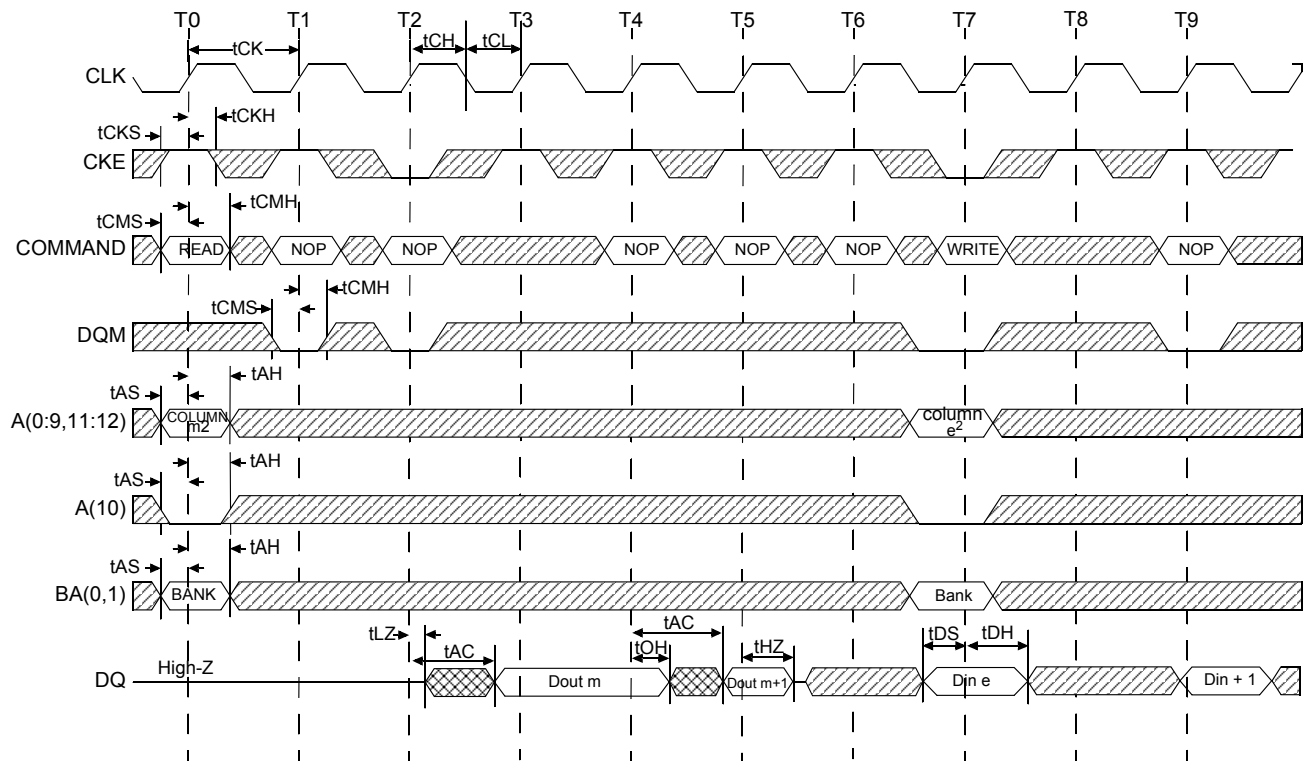 T0 T1 T2 T3 T4 T5 T6 T7 T8 T9
tCK tCH tCL
CLK
tCKH
tCKS
CKE
tCMH
tCMS
COMMAND READ NOP NOP NOP NOP NOP WRITE NOP
tCMH
tCMS
DQM
tAH
tAS
A(0:9,11:12) COLUMN m2 column e2
tAH
tAS
A(10)
tAH
tAS
BA(0,1) BANK Bank
tLZ tAC tOH tAC tHZ tDS tDH
DQ High-Z Dout m Dout m+1 Din e Din + 1